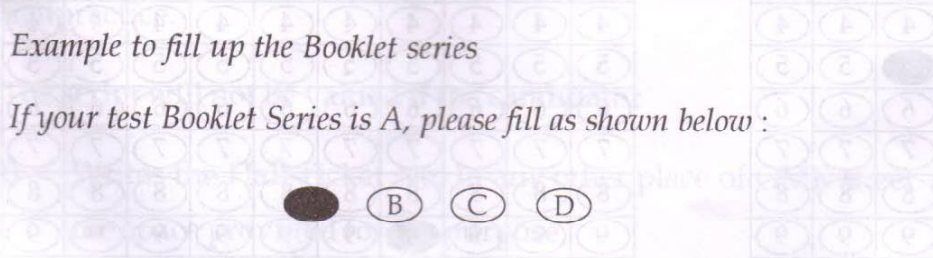 Example to fill up the Booklet series
If your test Booklet Series is A, please fill as shown below :
B C D